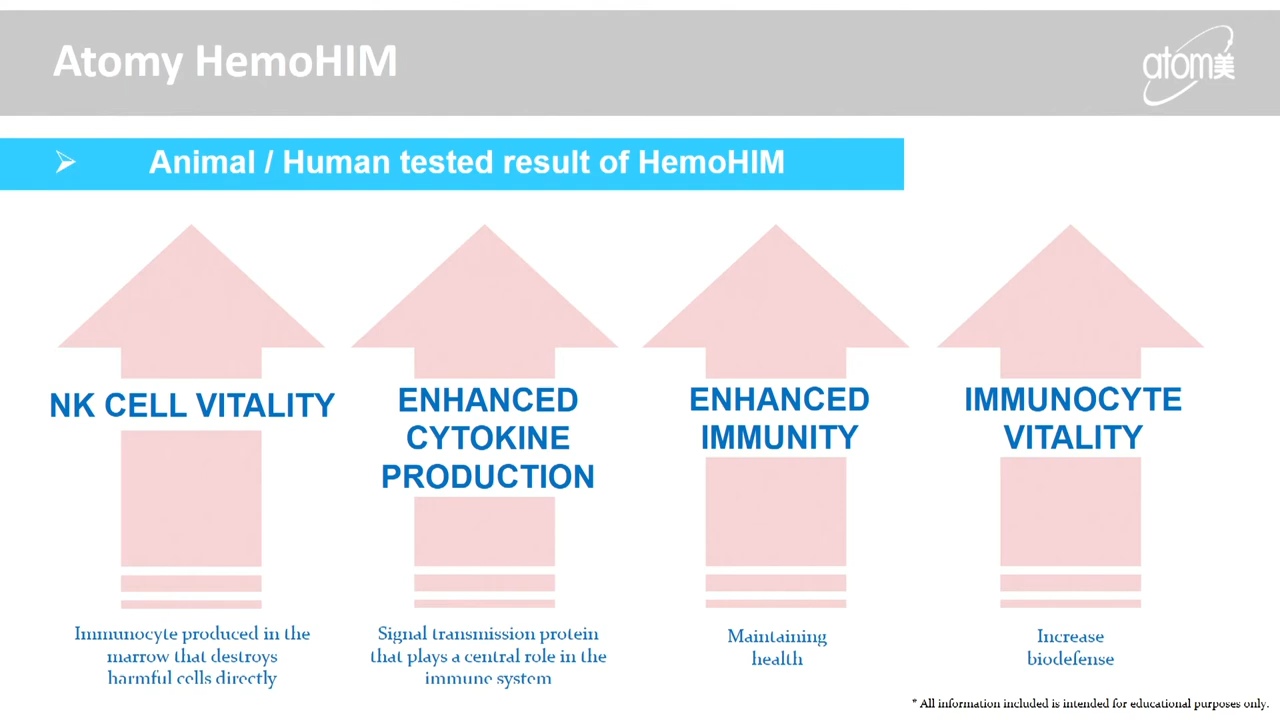 Atomy HemoHIM
atom美
➢ Animal / Human tested result of HemoHIM
NK CELL VITALITY
Immunocyte produced in the
marrow that destroys
harmful cells directly
ENHANCED
CYTOKINE
PRODUCTION
Signal transmission protein
that plays a central role in the
immune system
ENHANCED
IMMUNITY
Maintaining
health
IMMUNOCYTE
VITALITY
Increase
biodefense
* All information included is intended for educational purposes only.